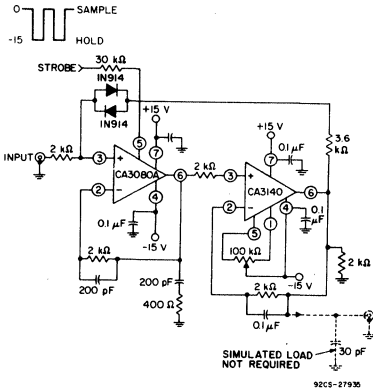 0
SAMPLE
-15
HOLD
STROBE
30 kΩ
1N914
1N914
+15 V
+15 V
0.1 μF
3.6
kΩ
INPUT
2 kΩ
3
+
5
7
CA3080A
6
2 kΩ
3
+
7
CA3140
6
2
−
4
2
−
4
0.1
μF
5
1
0.1 μF
-15 V
100 kΩ
-15 V
2 kΩ
2 kΩ
200 pF
200 pF
400 Ω
2 kΩ
0.1 μF
SIMULATED LOAD
NOT REQUIRED
30 pF
92CS-27935